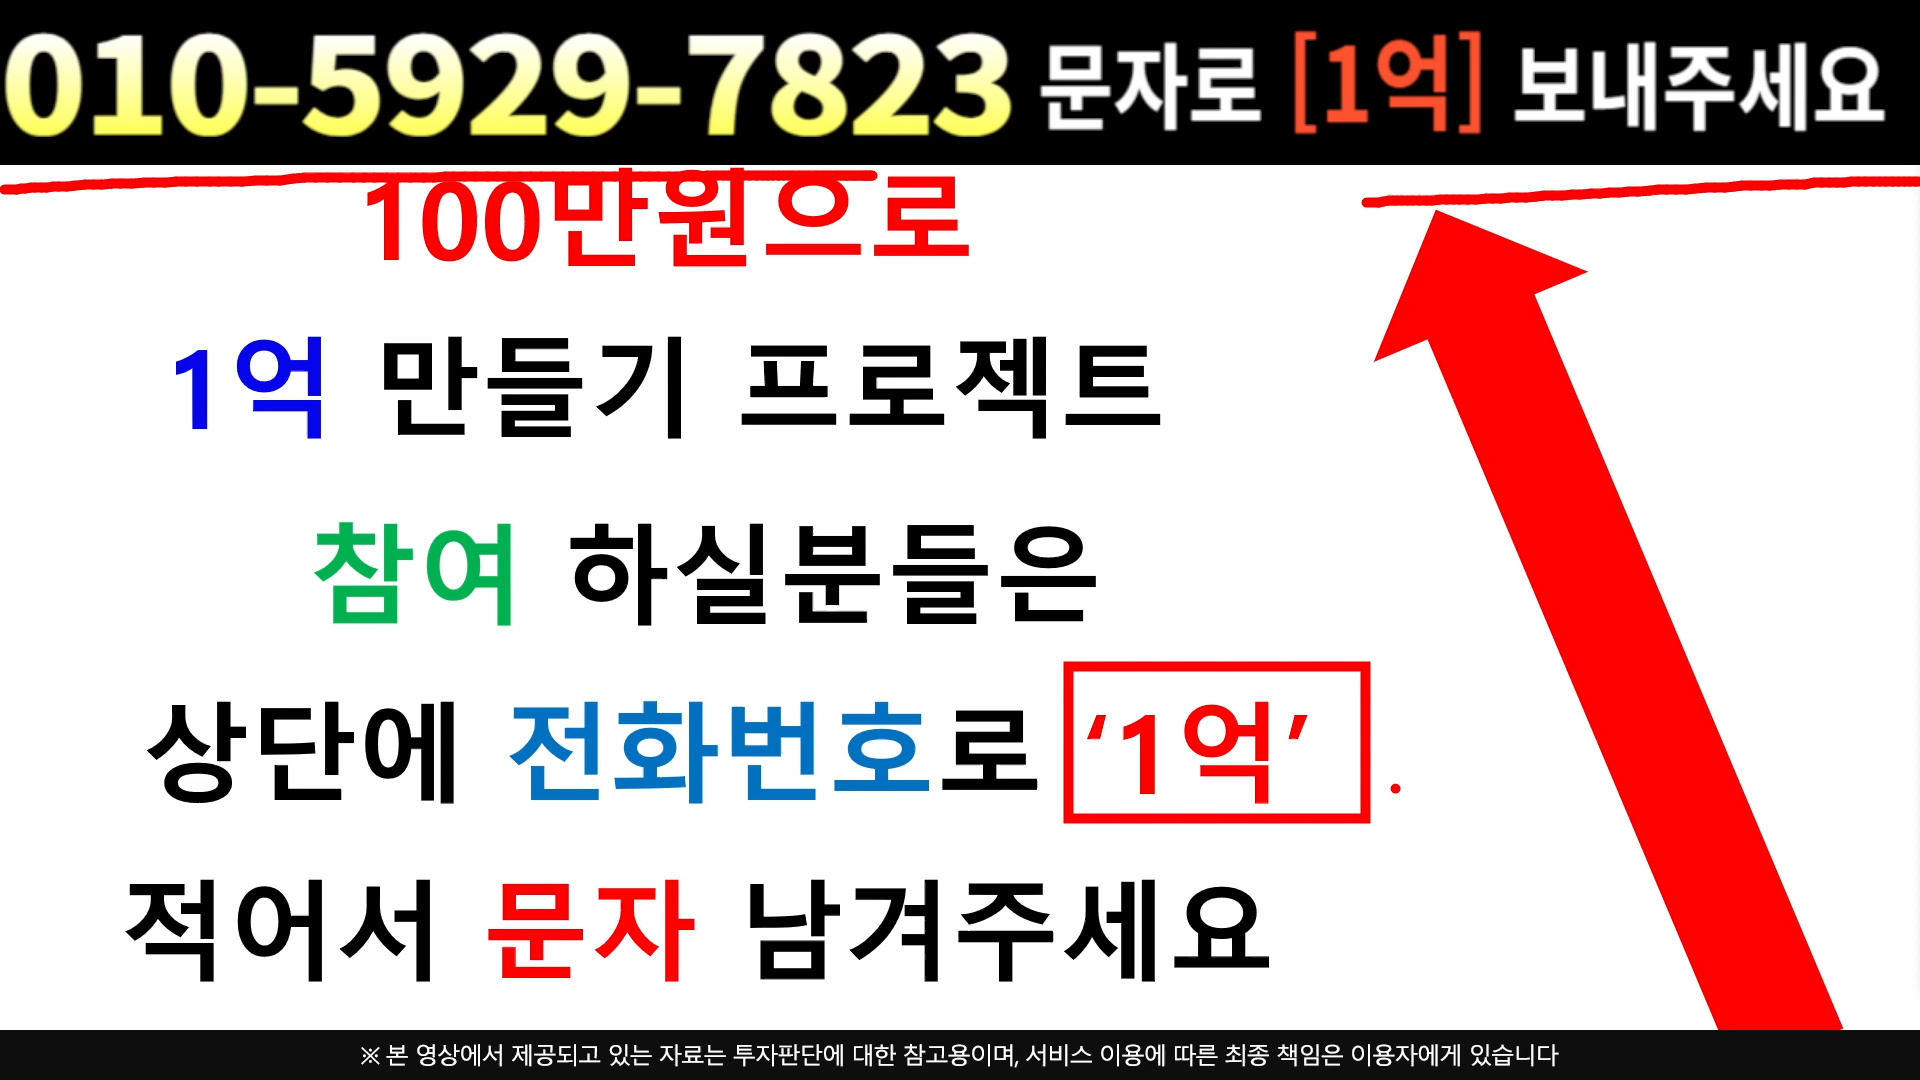 010-5929-7823 문자로 [1억] 보내주세요
100만원으로
1억 만들기 프로젝트
참여 하실분들은
상단에 전화번호로 ‘1억’ .
적어서 문자 남겨주세요
※ 본 영상에서 제공되고 있는 자료는 투자판단에 대한 참고용이며, 서비스 이용에 따른 최종 책임은 이용자에게 있습니다